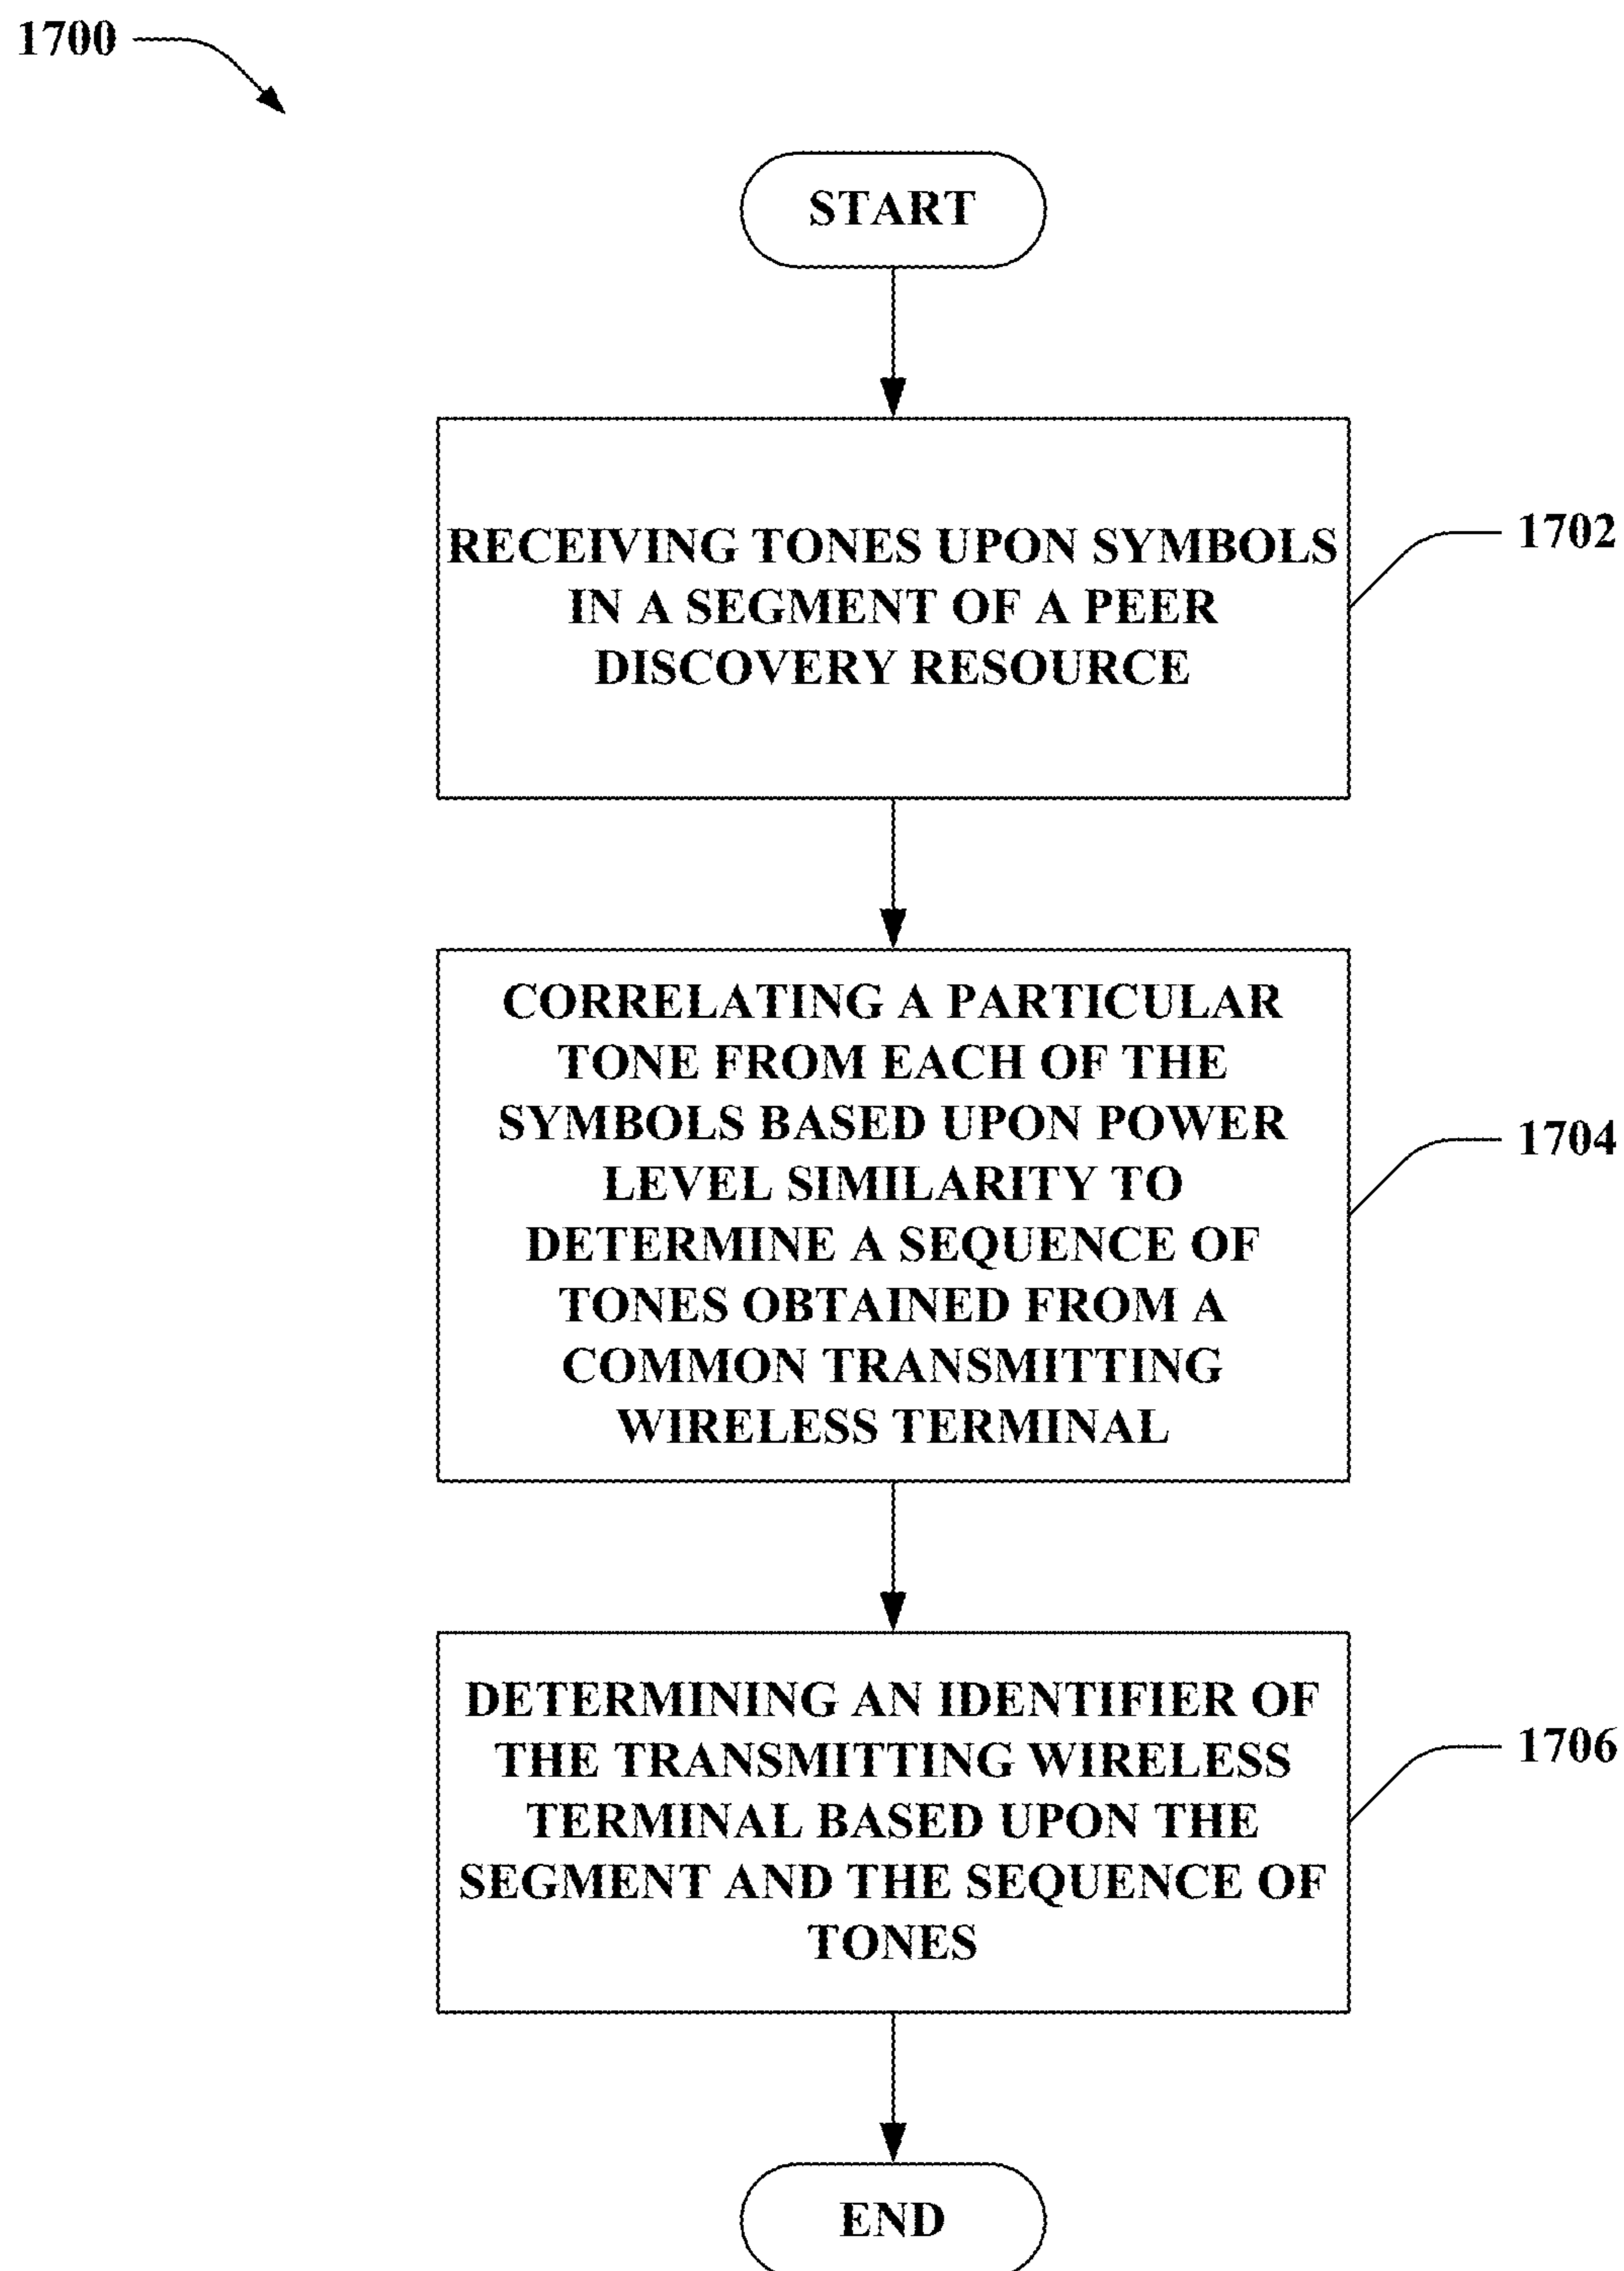 1700
START
RECEIVING TONES UPON SYMBOLS
IN A SEGMENT OF A PEER
DISCOVERY RESOURCE
1702
CORRELATING A PARTICULAR
TONE FROM EACH OF THE
SYMBOLS BASED UPON POWER
LEVEL SIMILARITY TO
DETERMINE A SEQUENCE OF
TONES OBTAINED FROM A
COMMON TRANSMITTING
WIRELESS TERMINAL
1704
DETERMINING AN IDENTIFIER OF
THE TRANSMITTING WIRELESS
TERMINAL BASED UPON THE
SEGMENT AND THE SEQUENCE OF
TONES
1706
END